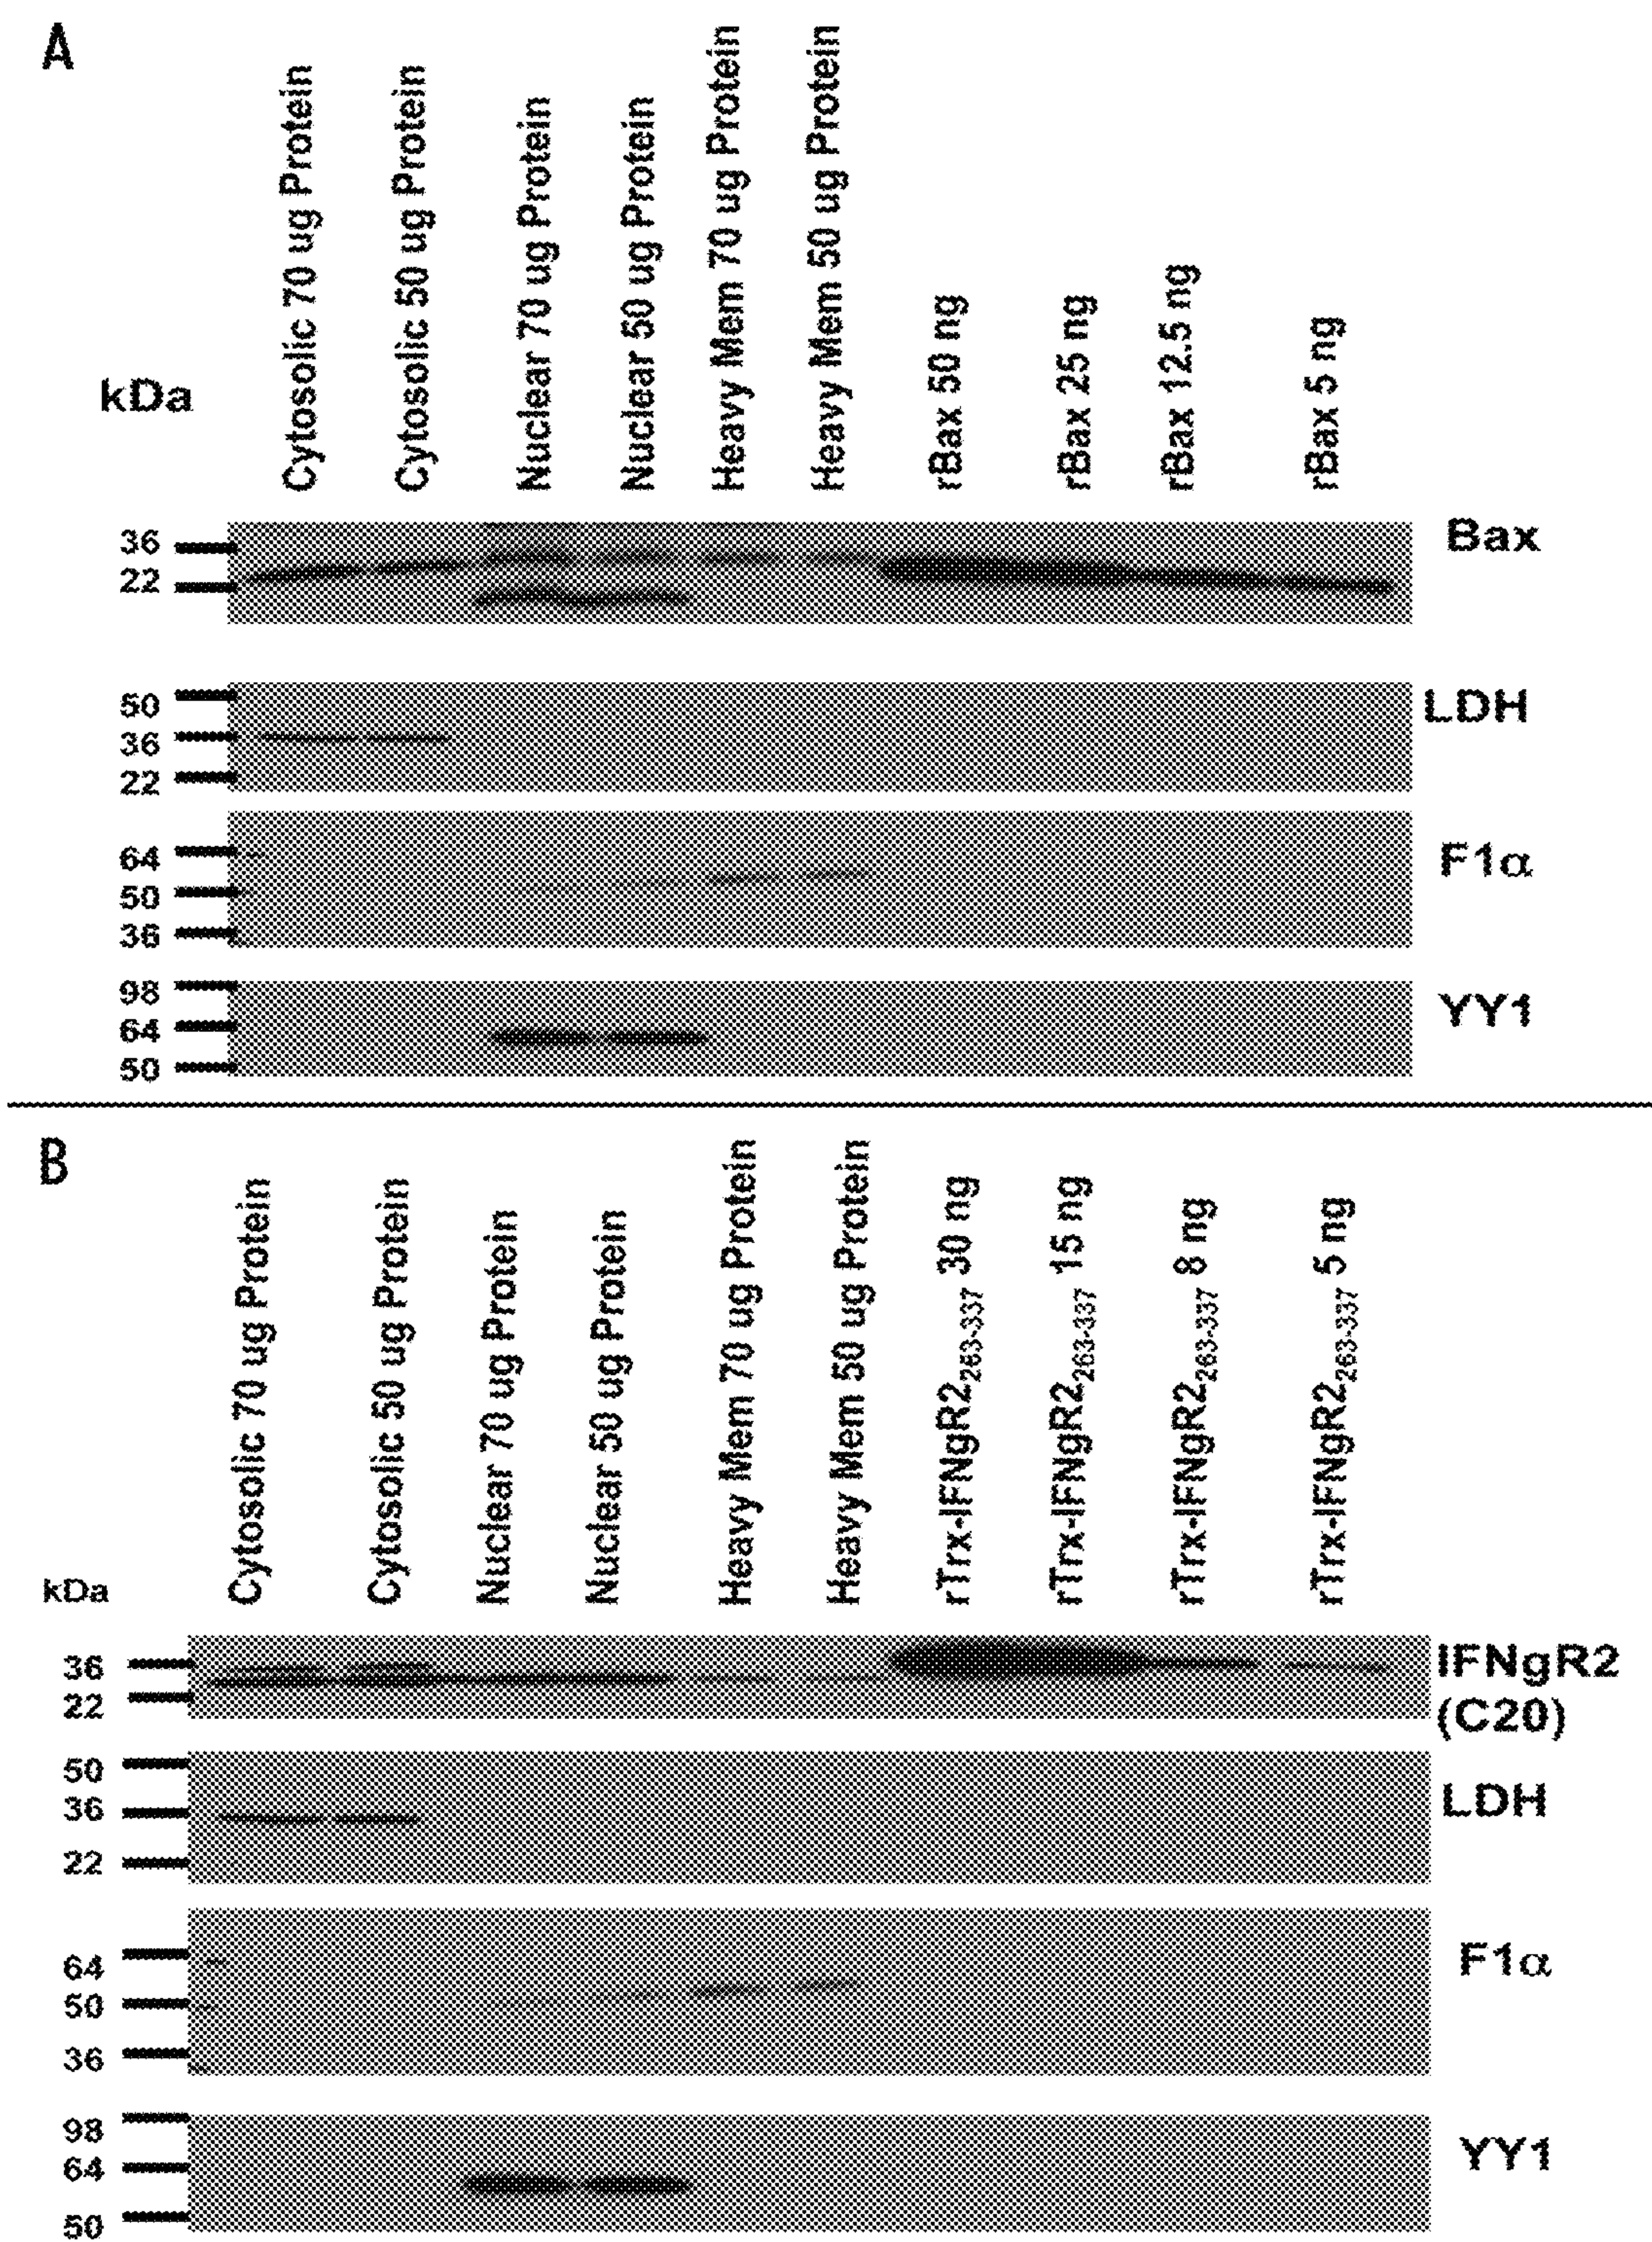 A
Cytosolic 70 ug Protein
Cytosolic 50 ug Protein
Nuclear 70 ug Protein
Nuclear 50 ug Protein
Heavy Mem 70 ug Protein
Heavy Mem 50 ug Protein
rBax 50 ng
rBax 25 ng
rBax 12.5 ng
rBax 5 ng
kDa
36
22
Bax
50
36
22
LDH
64
50
36
F1α
98
64
50
YY1
B
Cytosolic 70 ug Protein
Cytosolic 50 ug Protein
Nuclear 70 ug Protein
Nuclear 50 ug Protein
Heavy Mem 70 ug Protein
Heavy Mem 50 ug Protein
rTrx-IFNgR2263-337 30 ng
rTrx-IFNgR2263-337 15 ng
rTrx-IFNgR2263-337 8 ng
rTrx-IFNgR2263-337 5 ng
kDa
36
22
IFNgR2
(C20)
50
36
22
LDH
64
50
36
F1α
98
64
50
YY1